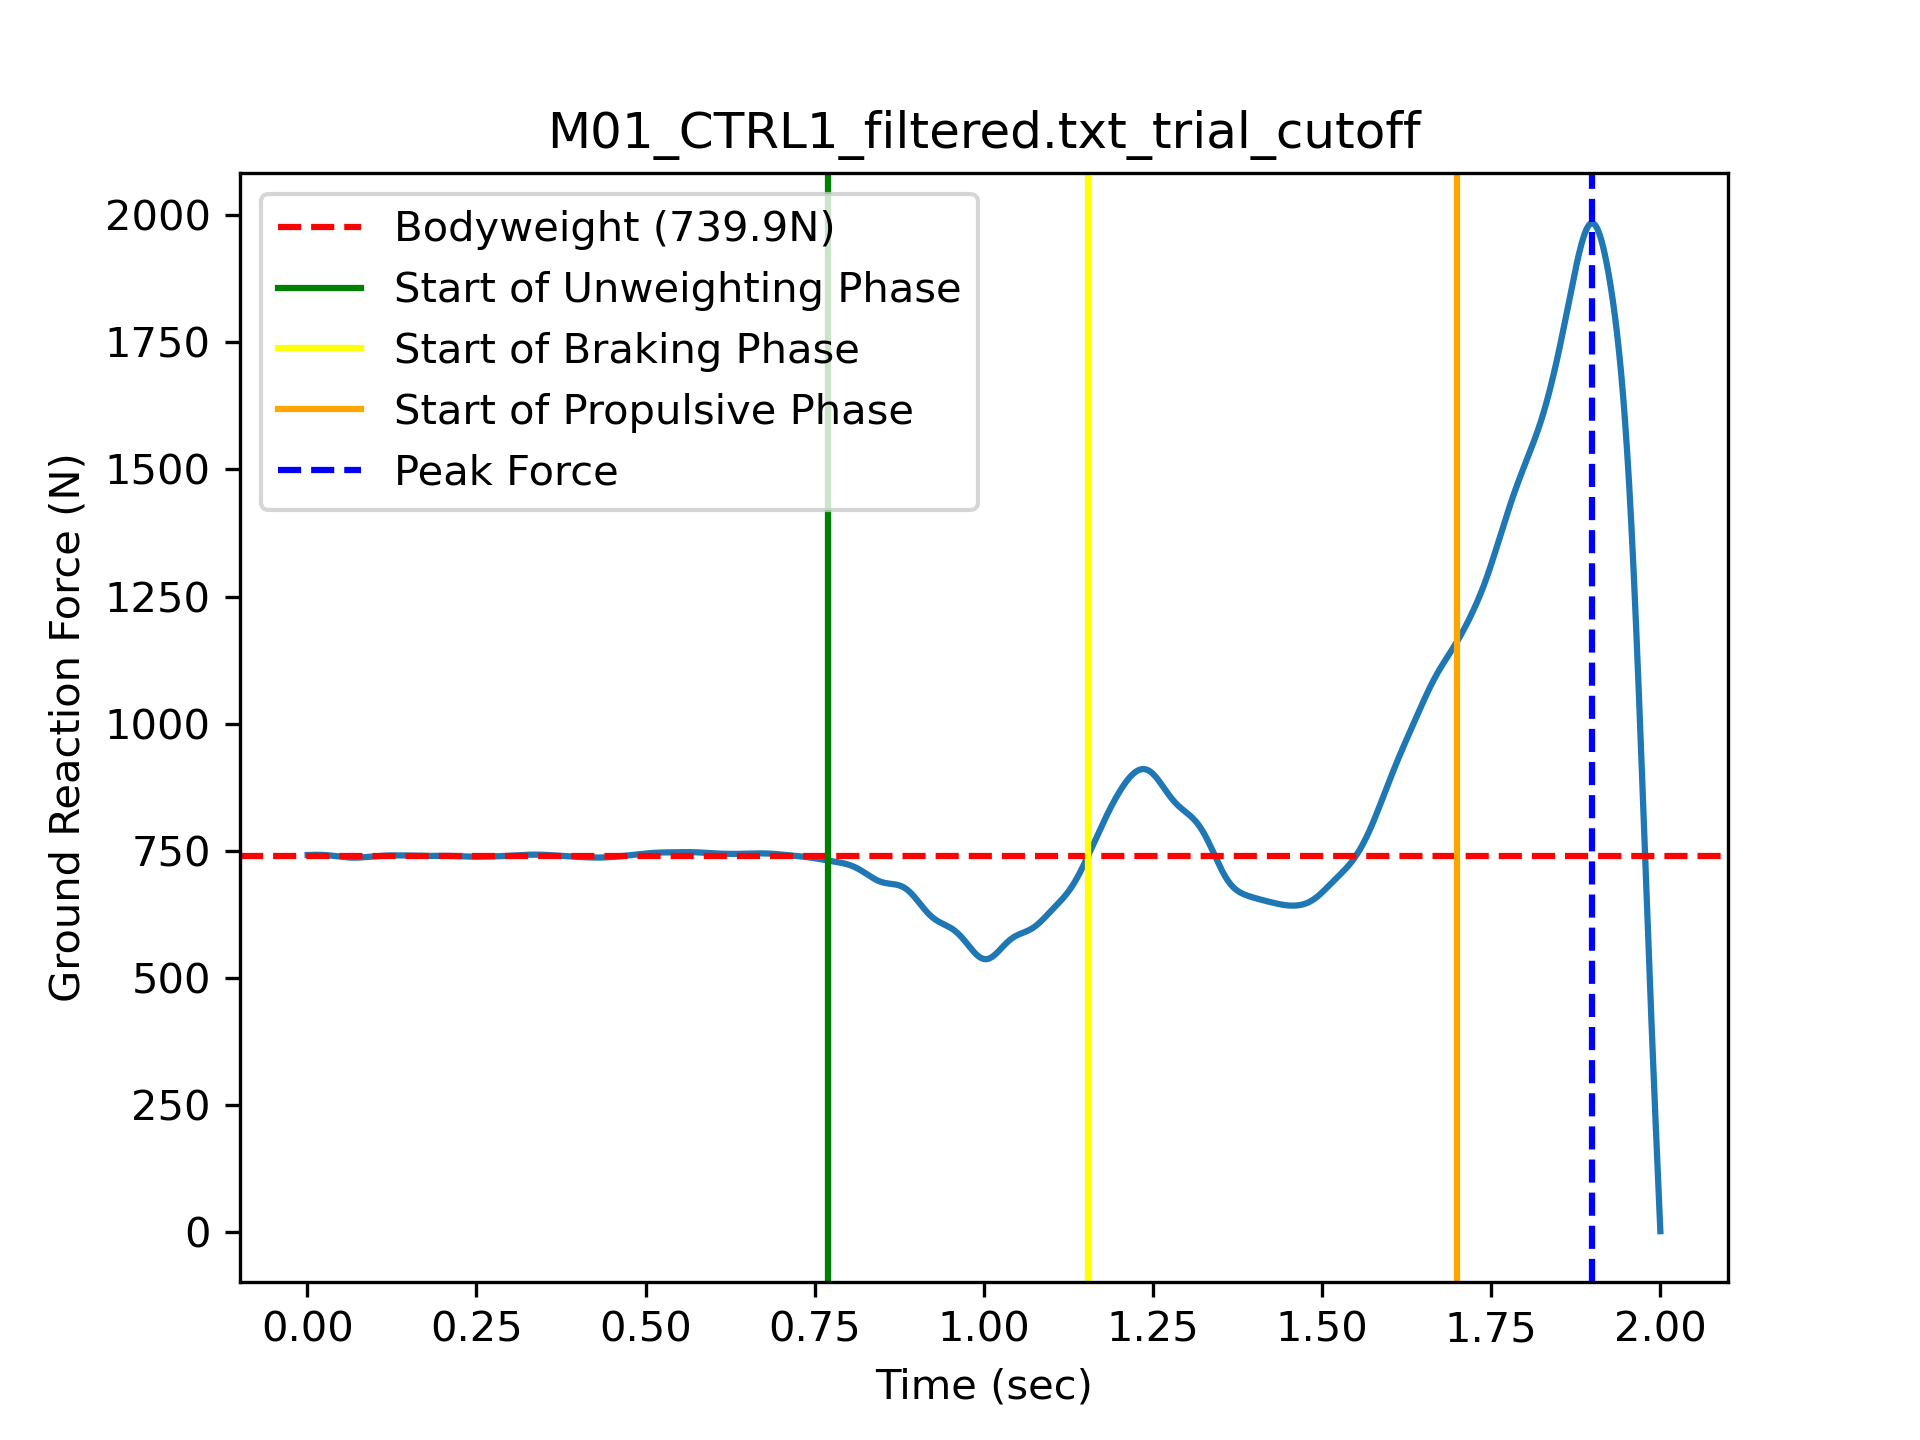 M01_CTRL1_filtered.txt_trial_cutoff
Bodyweight (739.9N)
Start of Unweighting Phase
Start of Braking Phase
Start of Propulsive Phase
Peak Force
Ground Reaction Force (N)
2000
1750
1500
1250
1000
750
500
250
0
0.00 0.25 0.50 0.75 1.00 1.25 1.50 1.75 2.00
Time (sec)